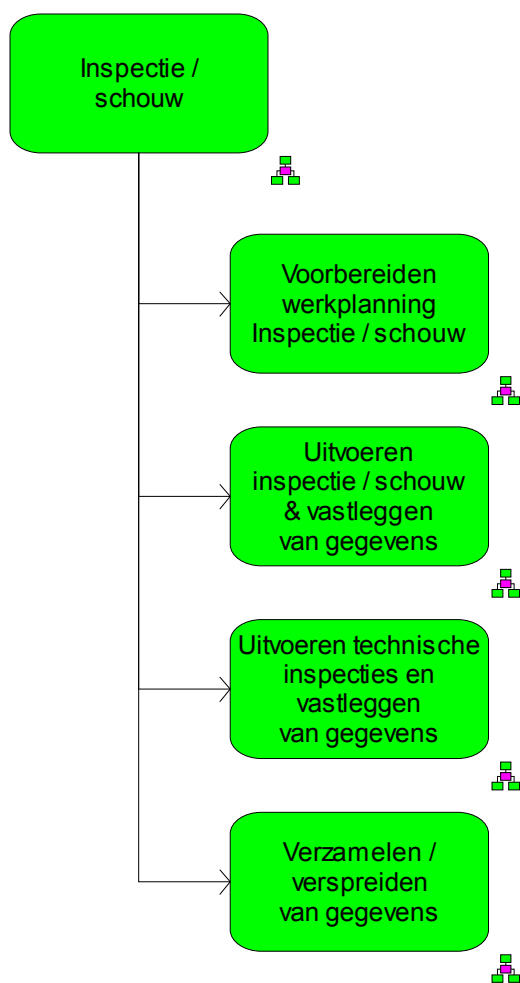 Inspectie /
schouw
Voorbereiden
werkplanning
Inspectie / schouw
Uitvoeren
inspectie / schouw
& vastleggen
van gegevens
Uitvoeren technische
inspecties en
vastleggen
van gegevens
Verzamelen /
verspreiden
van gegevens